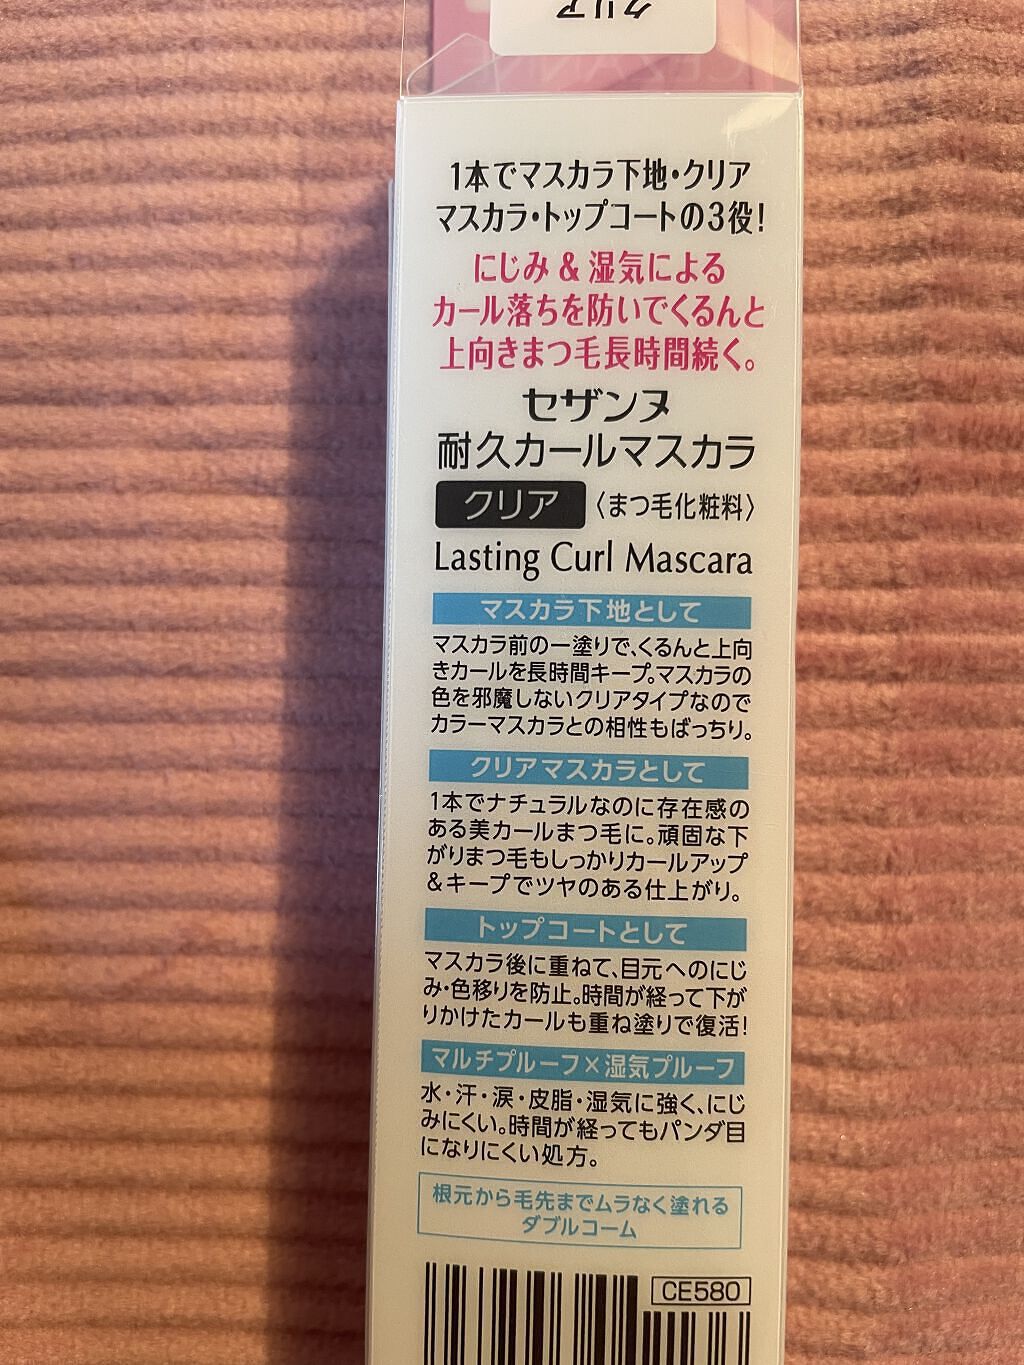 クリア
CEZANNE
1本でマスカラ下地・クリア
マスカラ・トップコートの3役!
にじみ & 湿気による
カール落ちを防いでくるんと
上向きまつ毛長時間続く。
セザンヌ
耐久カールマスカラ
クリア 〈まつ毛化粧料〉
Lasting Curl Mascara
マスカラ下地として
マスカラ前の一塗りで、くるんと上向
きカールを長時間キープ。マスカラの
色を邪魔しないクリアタイプなので
カラーマスカラとの相性もばっちり。
クリアマスカラとして
1本でナチュラルなのに存在感の
ある美カールまつ毛に。頑固な下
がりまつ毛もしっかりカールアップ
&キープでツヤのある仕上がり。
トップコートとして
マスカラ後に重ねて、目元へのにじ
み・色移りを防止。時間が経って下が
りかけたカールも重ね塗りで復活!
マルチプルーフ×湿気プルーフ
水・汗・涙・皮脂・湿気に強く、にじ
みにくい。時間が経ってもパンダ目
になりにくい処方。
根元から毛先までムラなく塗れる
ダブルコーム
CE580